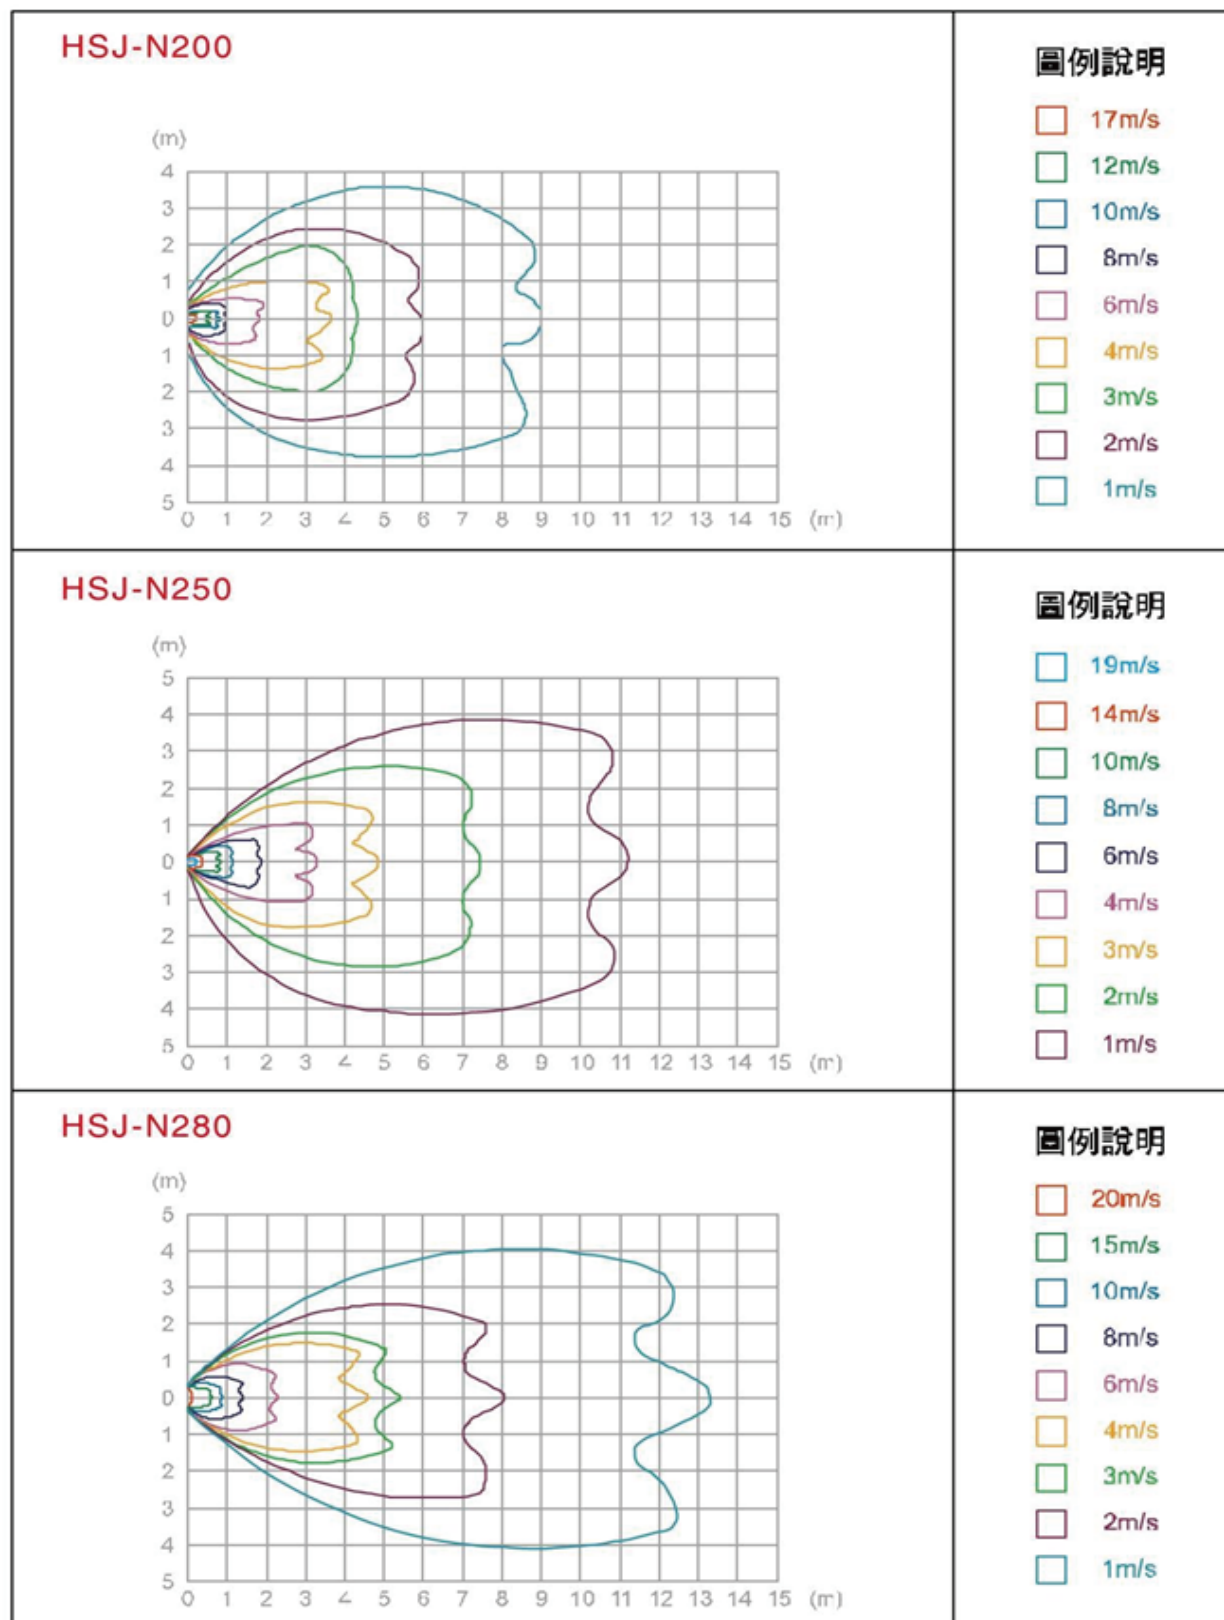 HSJ-N200
圖例說明
17m/s
12m/s
10m/s
8m/s
6m/s
4m/s
3m/s
2m/s
1m/s
(m)
4
3
2
1
0
1
2
3
4
5
0 1 2 3 4 5 6 7 8 9 10 11 12 13 14 15 (m)
HSJ-N250
圖例說明
19m/s
14m/s
10m/s
8m/s
6m/s
4m/s
3m/s
2m/s
1m/s
(m)
5
4
3
2
1
0
1
2
3
4
5
0 1 2 3 4 5 6 7 8 9 10 11 12 13 14 15 (m)
HSJ-N280
圖例說明
20m/s
15m/s
10m/s
8m/s
6m/s
4m/s
3m/s
2m/s
1m/s
(m)
5
4
3
2
1
0
1
2
3
4
5
0 1 2 3 4 5 6 7 8 9 10 11 12 13 14 15 (m)